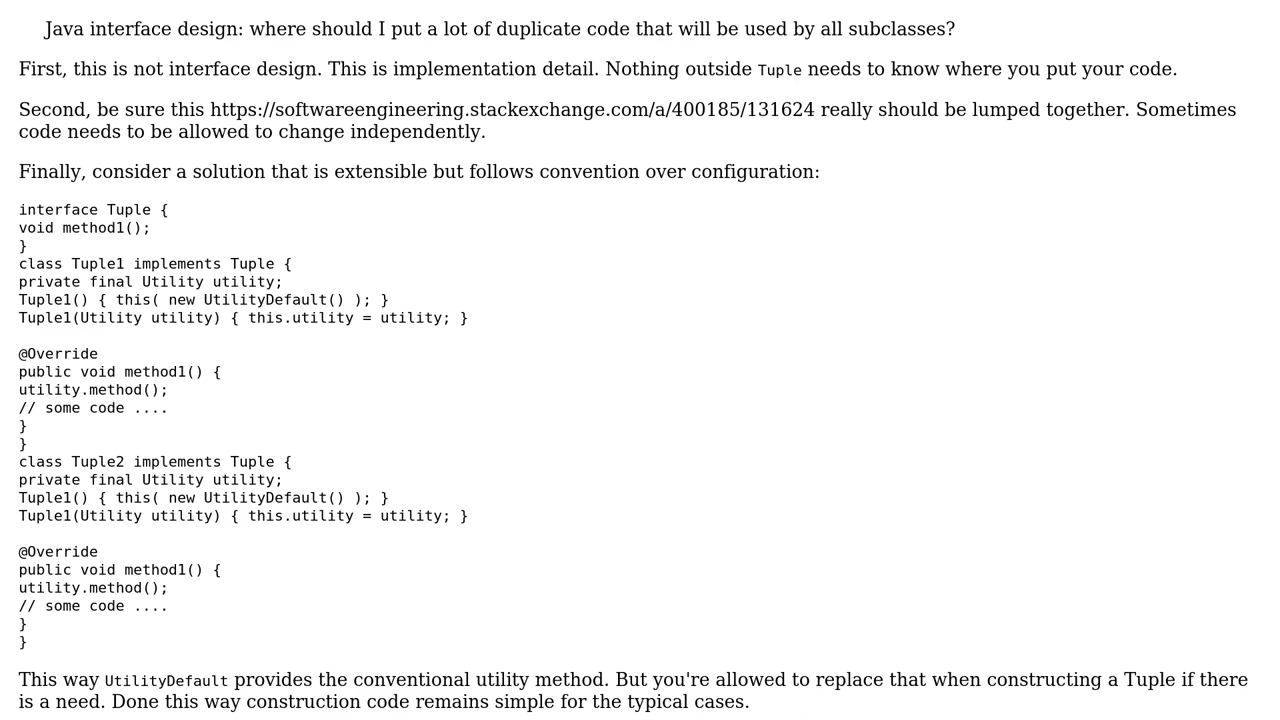 Java interface design: where should I put a lot of duplicate code that will be used by all subclasses?
First, this is not interface design. This is implementation detail. Nothing outside Tuple needs to know where you put your code.
Second, be sure this https://softwareengineering.stackexchange.com/a/400185/131624 really should be lumped together. Sometimes
code needs to be allowed to change independently.
Finally, consider a solution that is extensible but follows convention over configuration:
interface Tuple {
void method1();
}
class Tuple1 implements Tuple {
private final Utility utility;
Tuple1() { this( new UtilityDefault() ); }
Tuple1(Utility utility) { this.utility = utility; }
@Override
public void method1() {
utility.method();
// some code ....
}
}
class Tuple2 implements Tuple {
private final Utility utility;
Tuple1() { this( new UtilityDefault() ); }
Tuple1(Utility utility) { this.utility = utility; }
@Override
public void method1() {
utility.method();
// some code ....
}
}
This way UtilityDefault provides the conventional utility method. But you're allowed to replace that when constructing a Tuple if there
is a need. Done this way construction code remains simple for the typical cases.